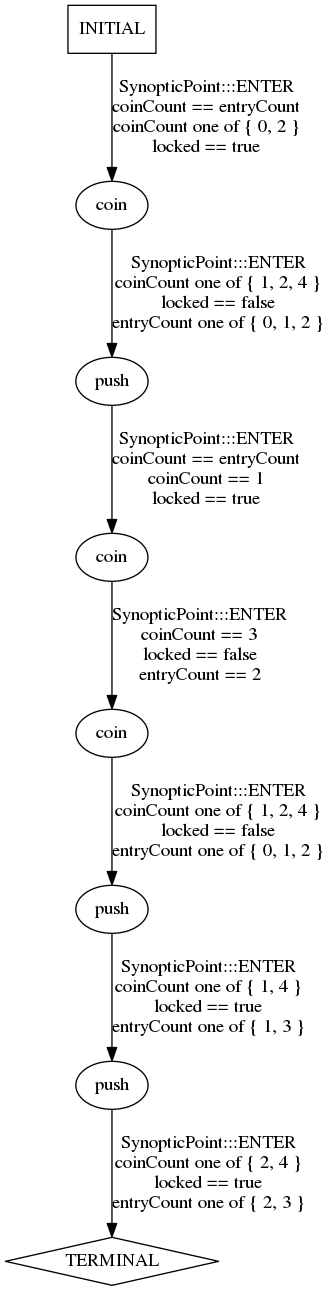 INITIAL
SynopticPoint:::ENTER
coinCount == entryCount
coinCount one of { 0, 2 }
locked == true
coin
SynopticPoint:::ENTER
coinCount one of { 1, 2, 4 }
locked == false
entryCount one of { 0, 1, 2 }
push
SynopticPoint:::ENTER
coinCount == entryCount
coinCount == 1
locked == true
coin
SynopticPoint:::ENTER
coinCount == 3
locked == false
entryCount == 2
coin
SynopticPoint:::ENTER
coinCount one of { 1, 2, 4 }
locked == false
entryCount one of { 0, 1, 2 }
push
SynopticPoint:::ENTER
coinCount one of { 1, 4 }
locked == true
entryCount one of { 1, 3 }
push
SynopticPoint:::ENTER
coinCount one of { 2, 4 }
locked == true
entryCount one of { 2, 3 }
TERMINAL